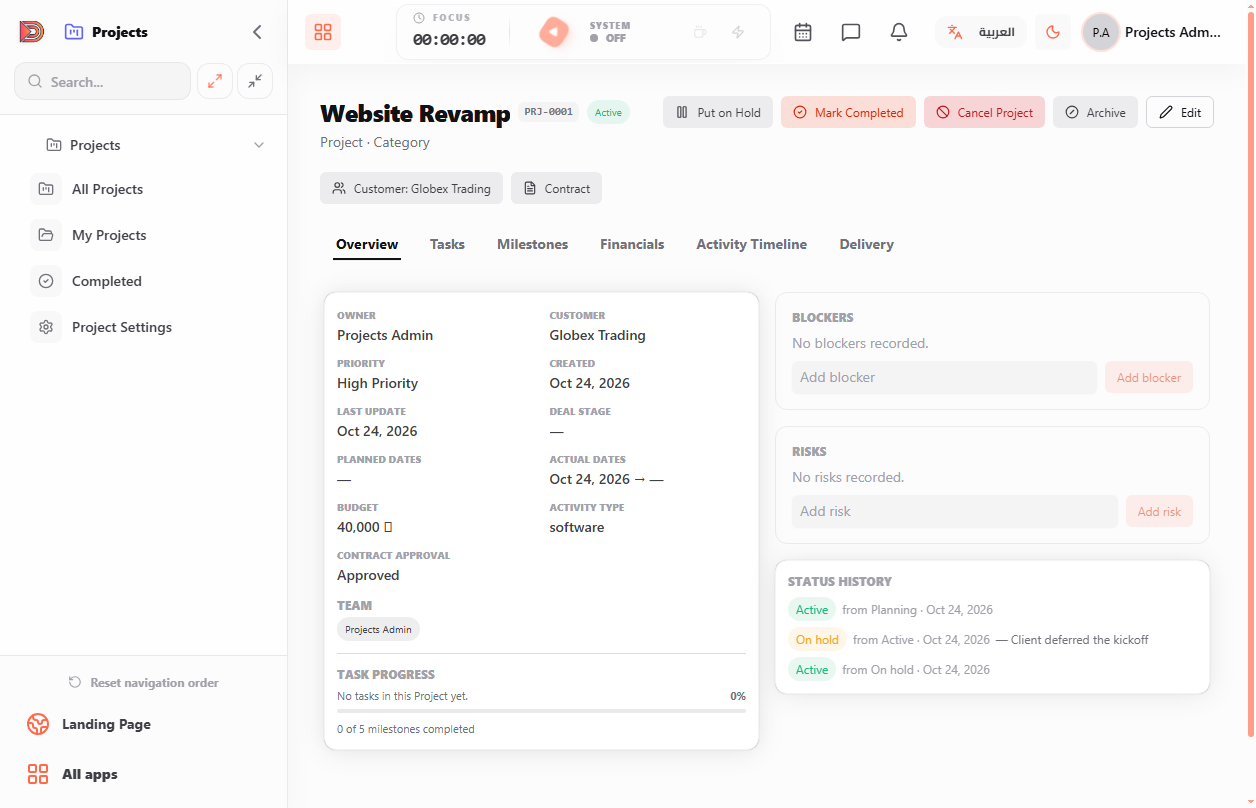 Projects
Search...
Projects
All Projects
My Projects
Completed
Project Settings
Reset navigation order
Landing Page
All apps
FOCUS
00:00:00
SYSTEM
OFF
العربية
P.A
Projects Adm...
Website Revamp PRJ-0001 Active
Project · Category
Put on Hold
Mark Completed
Cancel Project
Archive
Edit
Customer: Globex Trading
Contract
Overview
Tasks
Milestones
Financials
Activity Timeline
Delivery
OWNER
Projects Admin
CUSTOMER
Globex Trading
PRIORITY
High Priority
CREATED
Oct 24, 2026
LAST UPDATE
Oct 24, 2026
DEAL STAGE
—
PLANNED DATES
—
ACTUAL DATES
Oct 24, 2026 → —
BUDGET
40,000
ACTIVITY TYPE
software
CONTRACT APPROVAL
Approved
TEAM
Projects Admin
TASK PROGRESS
No tasks in this Project yet. 0%
0 of 5 milestones completed
BLOCKERS
No blockers recorded.
Add blocker
Add blocker
RISKS
No risks recorded.
Add risk
Add risk
STATUS HISTORY
Active from Planning · Oct 24, 2026
On hold from Active · Oct 24, 2026 — Client deferred the kickoff
Active from On hold · Oct 24, 2026